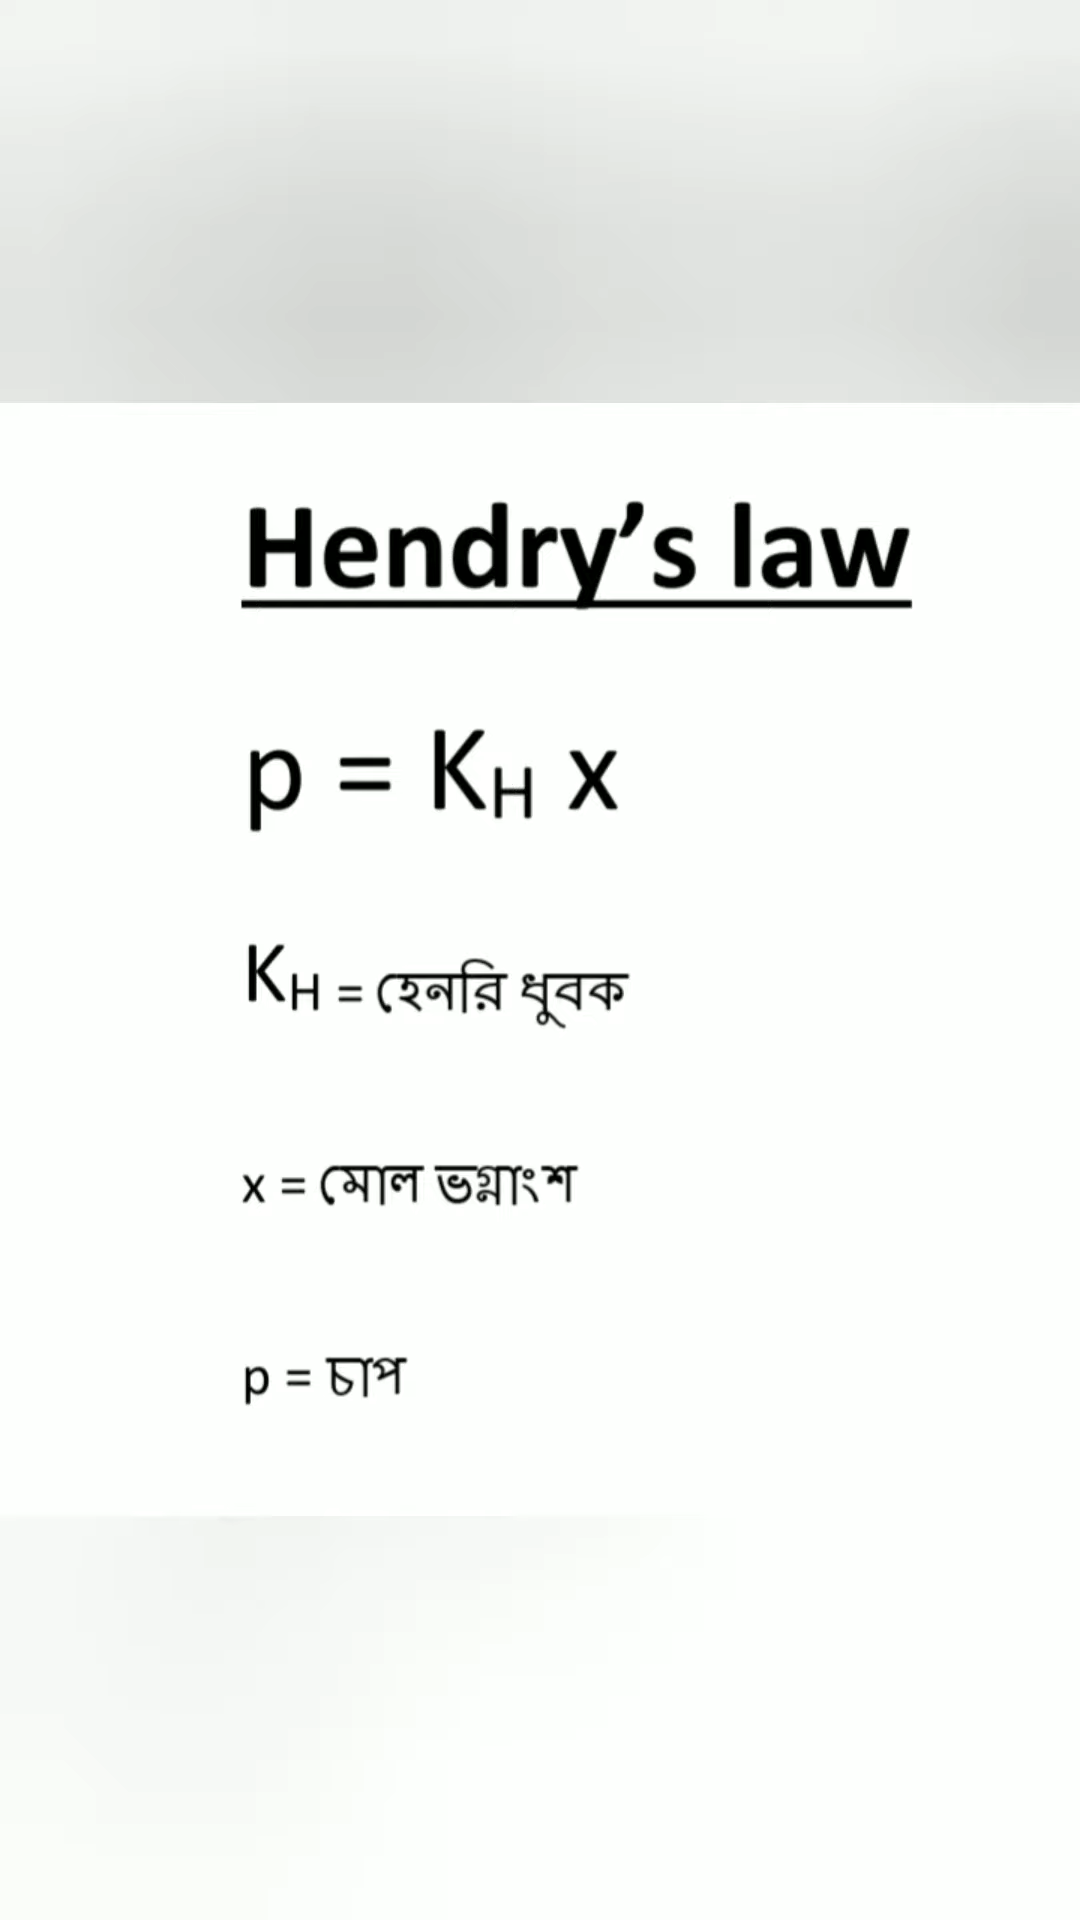 Hendry’s law
p = KH x
KH = হেনরি ধুবক
x = মোল ভগ্নাংশ
p = চাপ